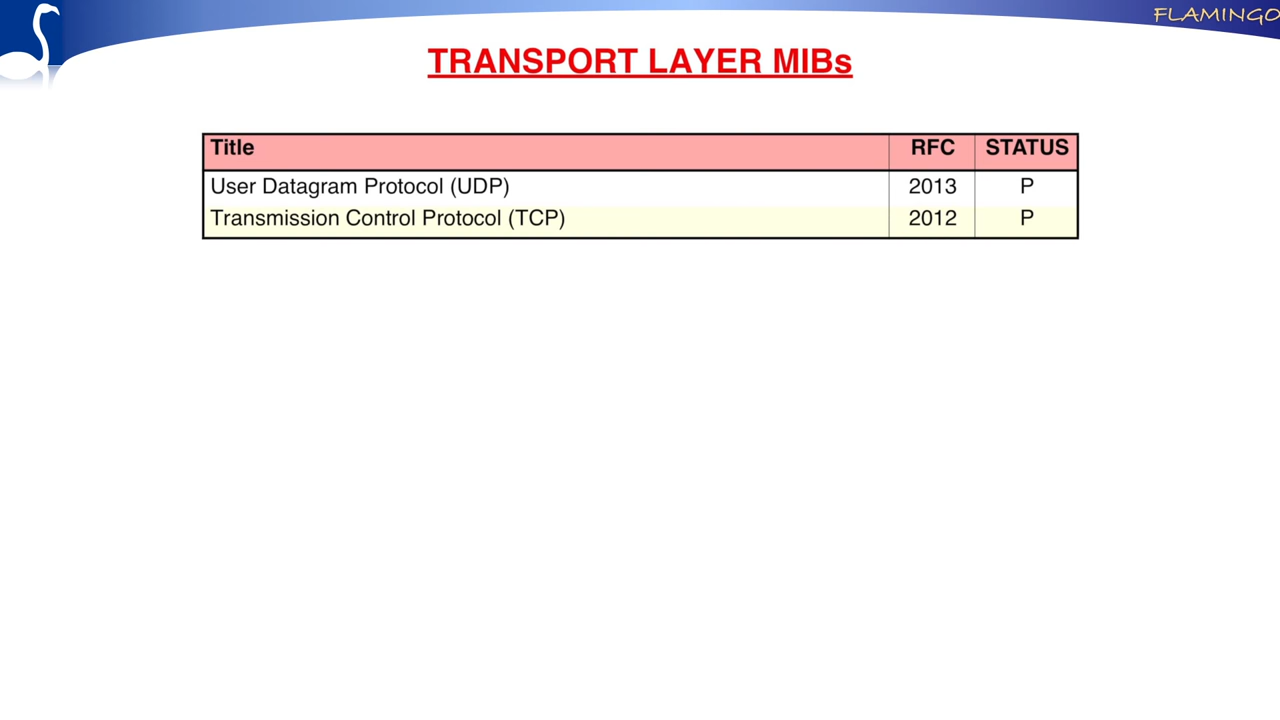 FLAMINGO
TRANSPORT LAYER MIBs
Title RFC STATUS
User Datagram Protocol (UDP) 2013 P
Transmission Control Protocol (TCP) 2012 P